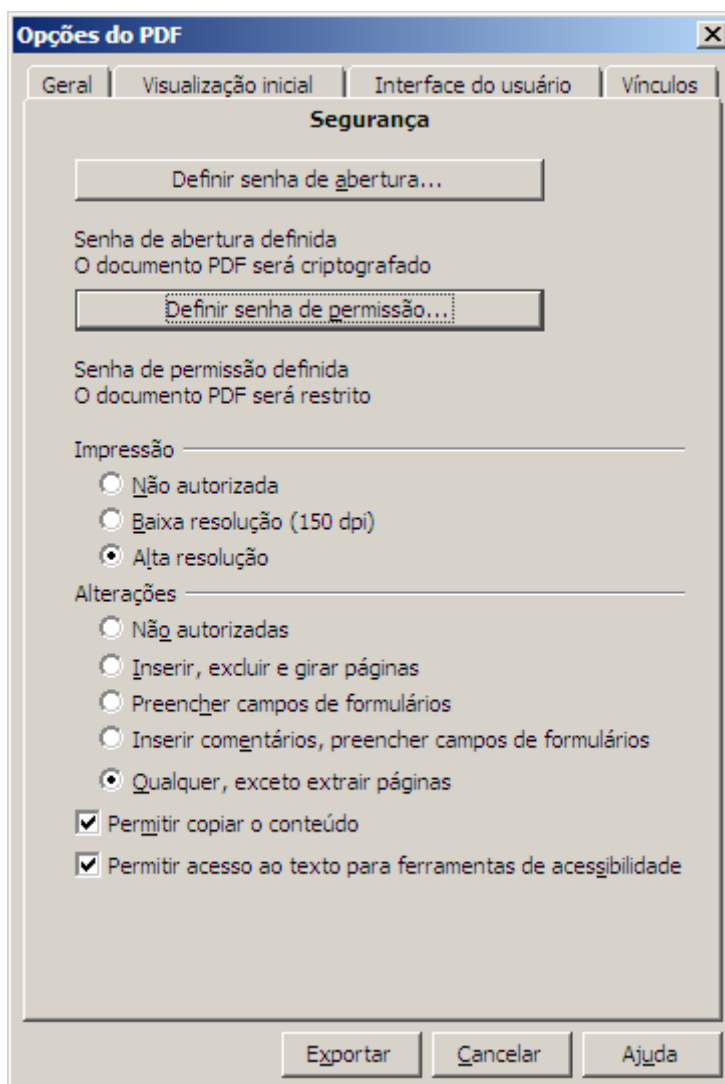 Opções do PDF
Geral Visualização inicial Interface do usuário Vínculos
Segurança
Definir senha de abertura...
Senha de abertura definida
O documento PDF será criptografado
Definir senha de permissão...
Senha de permissão definida
O documento PDF será restrito
Impressão
Não autorizada
Baixa resolução (150 dpi)
Alta resolução
Alterações
Não autorizadas
Inserir, excluir e girar páginas
Preencher campos de formulários
Inserir comentários, preencher campos de formulários
Qualquer, exceto extrair páginas
Permitir copiar o conteúdo
Permitir acesso ao texto para ferramentas de acessibilidade
Exportar Cancelar Ajuda